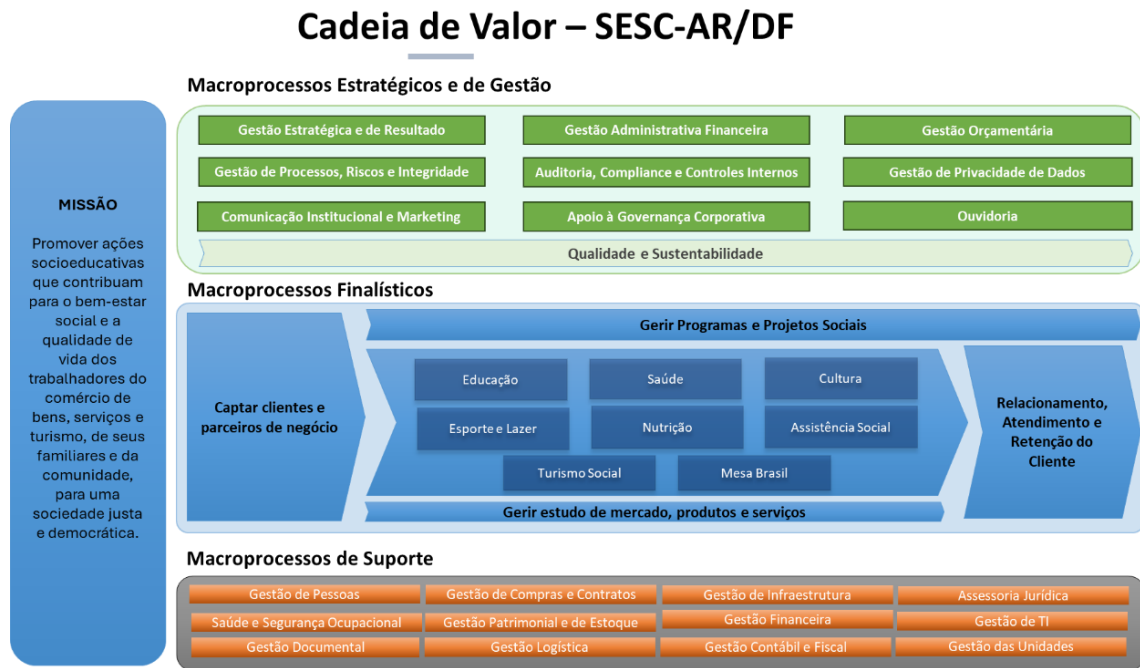 Cadeia de Valor – SESC-AR/DF
Macroprocessos Estratégicos e de Gestão
Gestão Estratégica e de Resultado
Gestão Administrativa Financeira
Gestão Orçamentária
Gestão de Processos, Riscos e Integridade
Auditoria, Compliance e Controles Internos
Gestão de Privacidade de Dados
Comunicação Institucional e Marketing
Apoio à Governança Corporativa
Ouvidoria
Qualidade e Sustentabilidade
MISSÃO
Promover ações
socioeducativas
que contribuam
para o bem-estar
social e a
qualidade de
vida dos
trabalhadores do
comércio de
bens, serviços e
turismo, de seus
familiares e da
comunidade,
para uma
sociedade justa
e democrática.
Macroprocessos Finalísticos
Captar clientes e
parceiros de negócio
Gerir Programas e Projetos Sociais
Educação
Saúde
Cultura
Esporte e Lazer
Nutrição
Assistência Social
Turismo Social
Mesa Brasil
Gerir estudo de mercado, produtos e serviços
Relacionamento,
Atendimento e
Retenção do
Cliente
Macroprocessos de Suporte
Gestão de Pessoas
Gestão de Compras e Contratos
Gestão de Infraestrutura
Assessoria Jurídica
Saúde e Segurança Ocupacional
Gestão Patrimonial e de Estoque
Gestão Financeira
Gestão de TI
Gestão Documental
Gestão Logística
Gestão Contábil e Fiscal
Gestão das Unidades